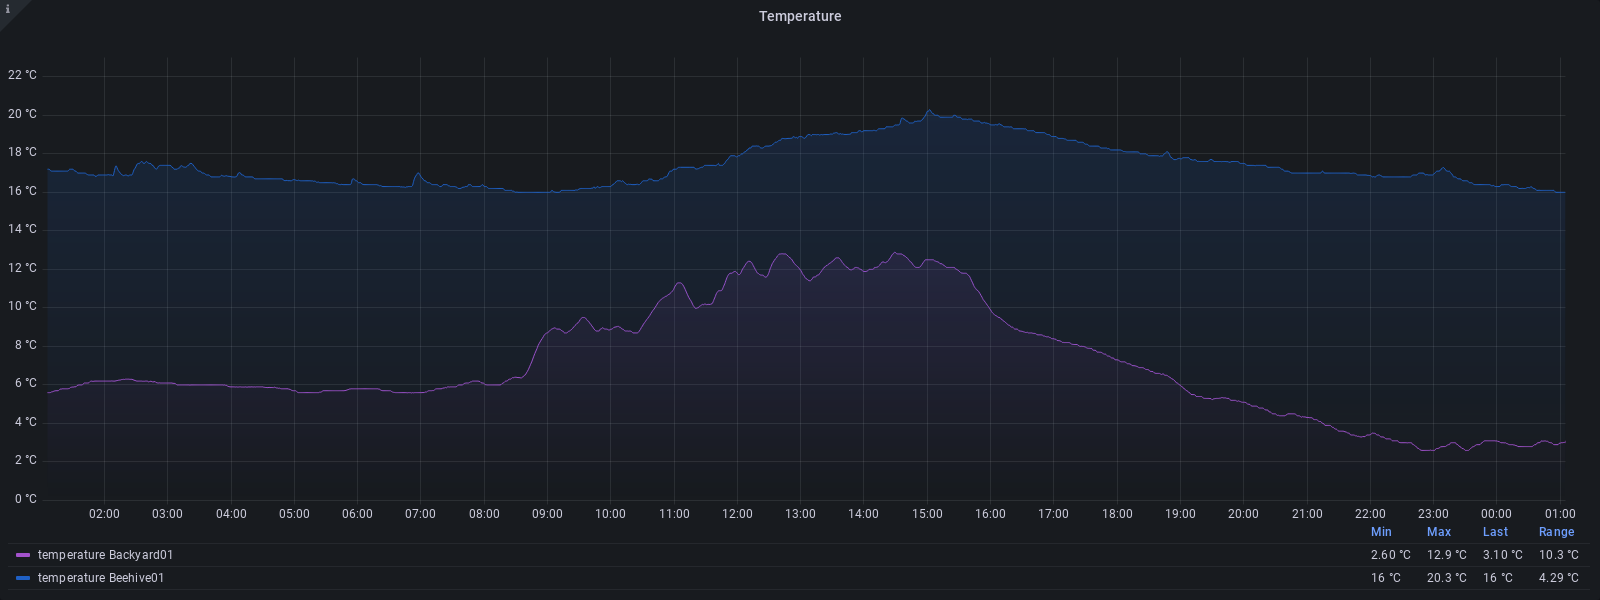 i
Temperature
22 °C
20 °C
18 °C
16 °C
14 °C
12 °C
10 °C
8 °C
6 °C
4 °C
2 °C
0 °C
02:00 03:00 04:00 05:00 06:00 07:00 08:00 09:00 10:00 11:00 12:00 13:00 14:00 15:00 16:00 17:00 18:00 19:00 20:00 21:00 22:00 23:00 00:00 01:00
Min Max Last Range
temperature Backyard01 2.60 °C 12.9 °C 3.10 °C 10.3 °C
temperature Beehive01 16 °C 20.3 °C 16 °C 4.29 °C